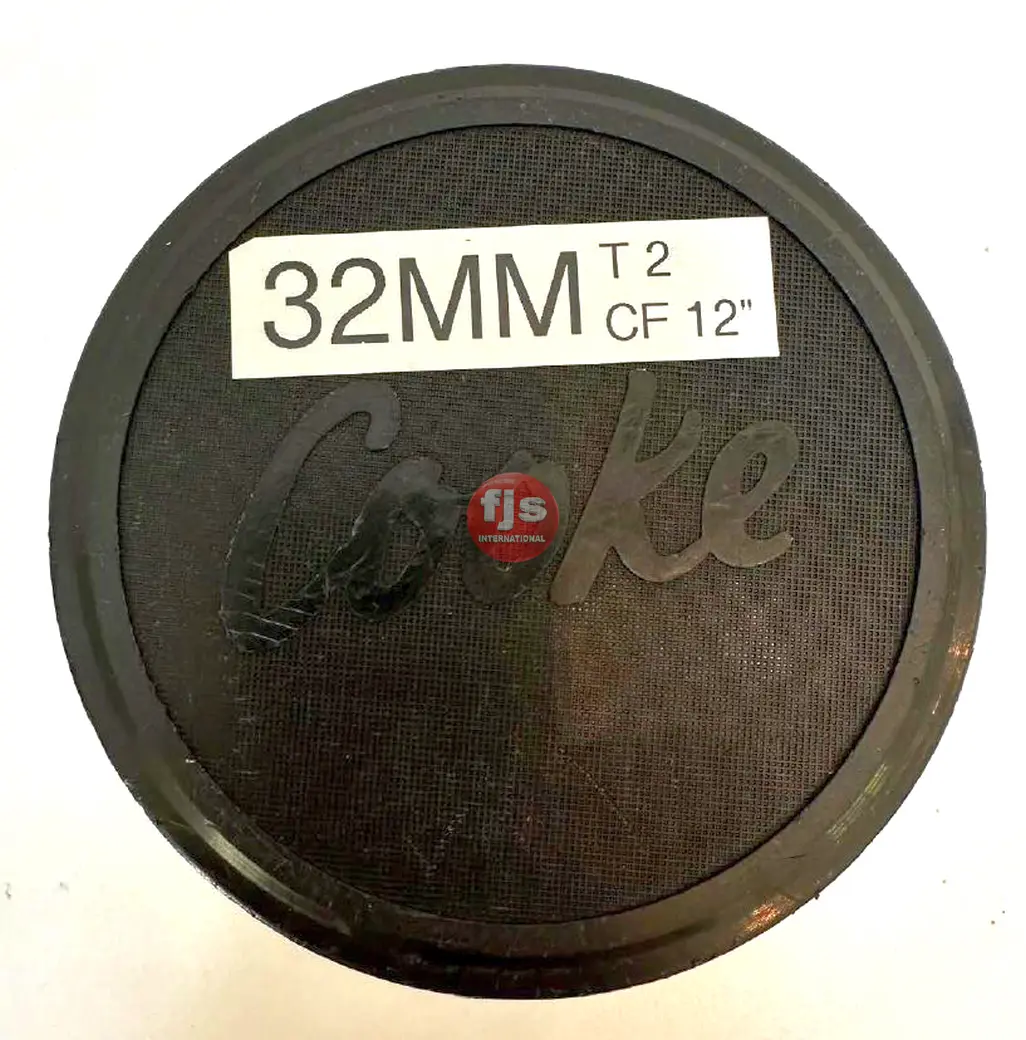 32MM T 2
CF 12"
Cooke
fjs
INTERNATIONAL